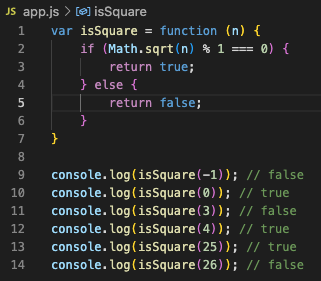 JS app.js > isSquare
1 var isSquare = function (n) {
2     if (Math.sqrt(n) % 1 === 0) {
3         return true;
4     } else {
5         return false;
6     }
7 }
8
9 console.log(isSquare(-1)); // false
10 console.log(isSquare(0)); // true
11 console.log(isSquare(3)); // false
12 console.log(isSquare(4)); // true
13 console.log(isSquare(25)); // true
14 console.log(isSquare(26)); // false